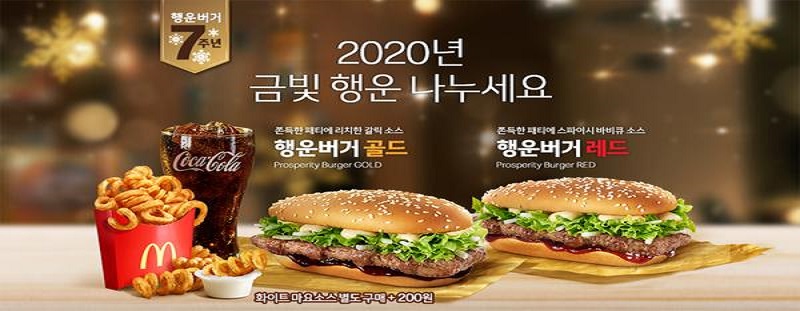 행운버거
7주년
2020년
금빛 행운 나누세요
쫀득한 패티에 리치한 갈릭 소스
행운버거 골드
Prosperity Burger GOLD
쫀득한 패티에 스파이시 바비큐 소스
행운버거 레드
Prosperity Burger RED
Coca-Cola
화이트 마요소스 별도 구매 + 200원